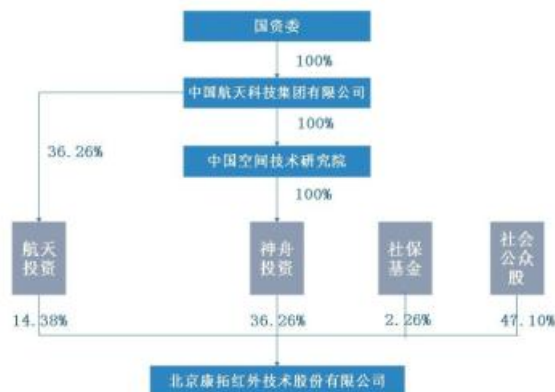 国资委
100%
中国航天科技集团有限公司
100%
36.26%
中国空间技术研究院
100%
航天
投资
神舟
投资
社保
基金
社会
公众
股
14.38%
36.26%
2.26%
47.10%
北京康拓红外技术股份有限公司